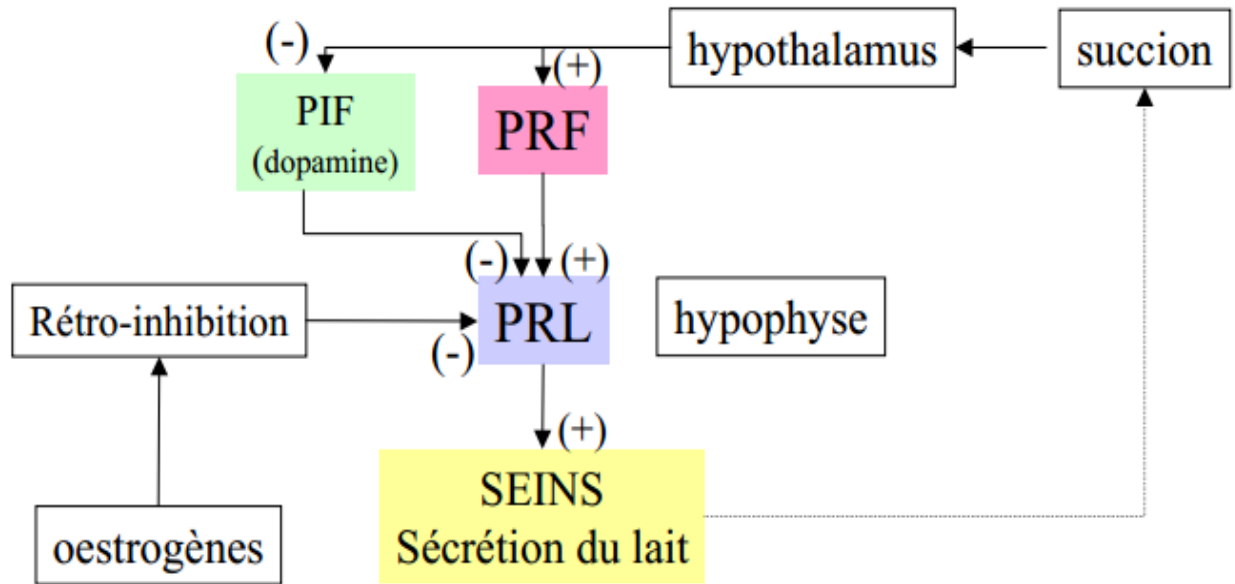 (-)
hypothalamus
succion
(+)
PIF
(dopamine)
PRF
(-)
(+)
Rétro-inhibition
PRL
hypophyse
(-)
(+)
SEINS
Sécrétion du lait
oestrogènes